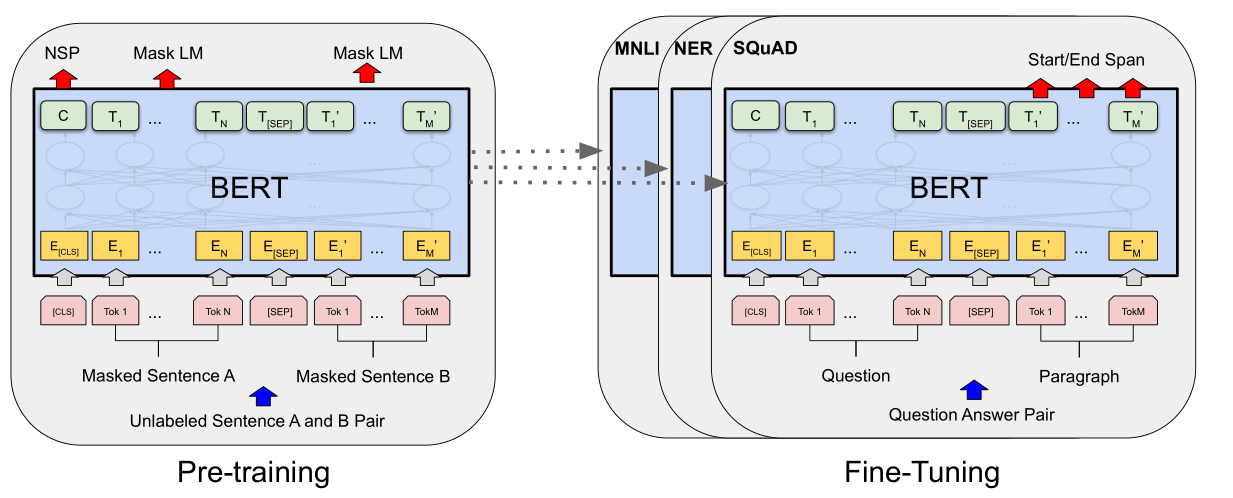 NSP Mask LM Mask LM
C T1 ... TN T[SEP] T1' ... TM'
...
BERT
...
E[CLS] E1 ... EN E[SEP] E1' ... EM'
[CLS] Tok 1 ... Tok N [SEP] Tok 1 ... TokM
Masked Sentence A Masked Sentence B
Unlabeled Sentence A and B Pair
Pre-training
MNLI NER SQuAD
Start/End Span
C T1 ... TN T[SEP] T1' ... TM'
...
BERT
...
E[CLS] E1 ... EN E[SEP] E1' ... EM'
[CLS] Tok 1 ... Tok N [SEP] Tok 1 ... TokM
Question Paragraph
Question Answer Pair
Fine-Tuning